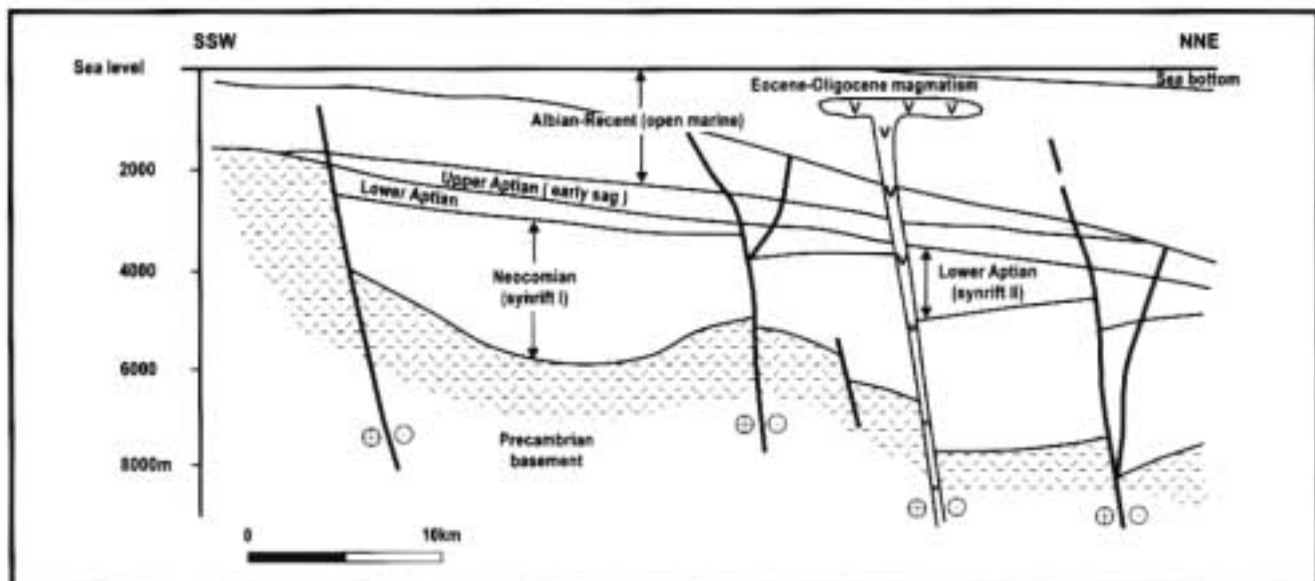 SSW
NNE
Sea level
Sea bottom
Eocene-Oligocene magmatism
Albian-Recent (open marine)
2000
Upper Aptian ( early sag )
Lower Aptian
4000
Neocomian
(synrift I)
Lower Aptian
(synrift II)
6000
Precambrian
basement
8000m
0
10km